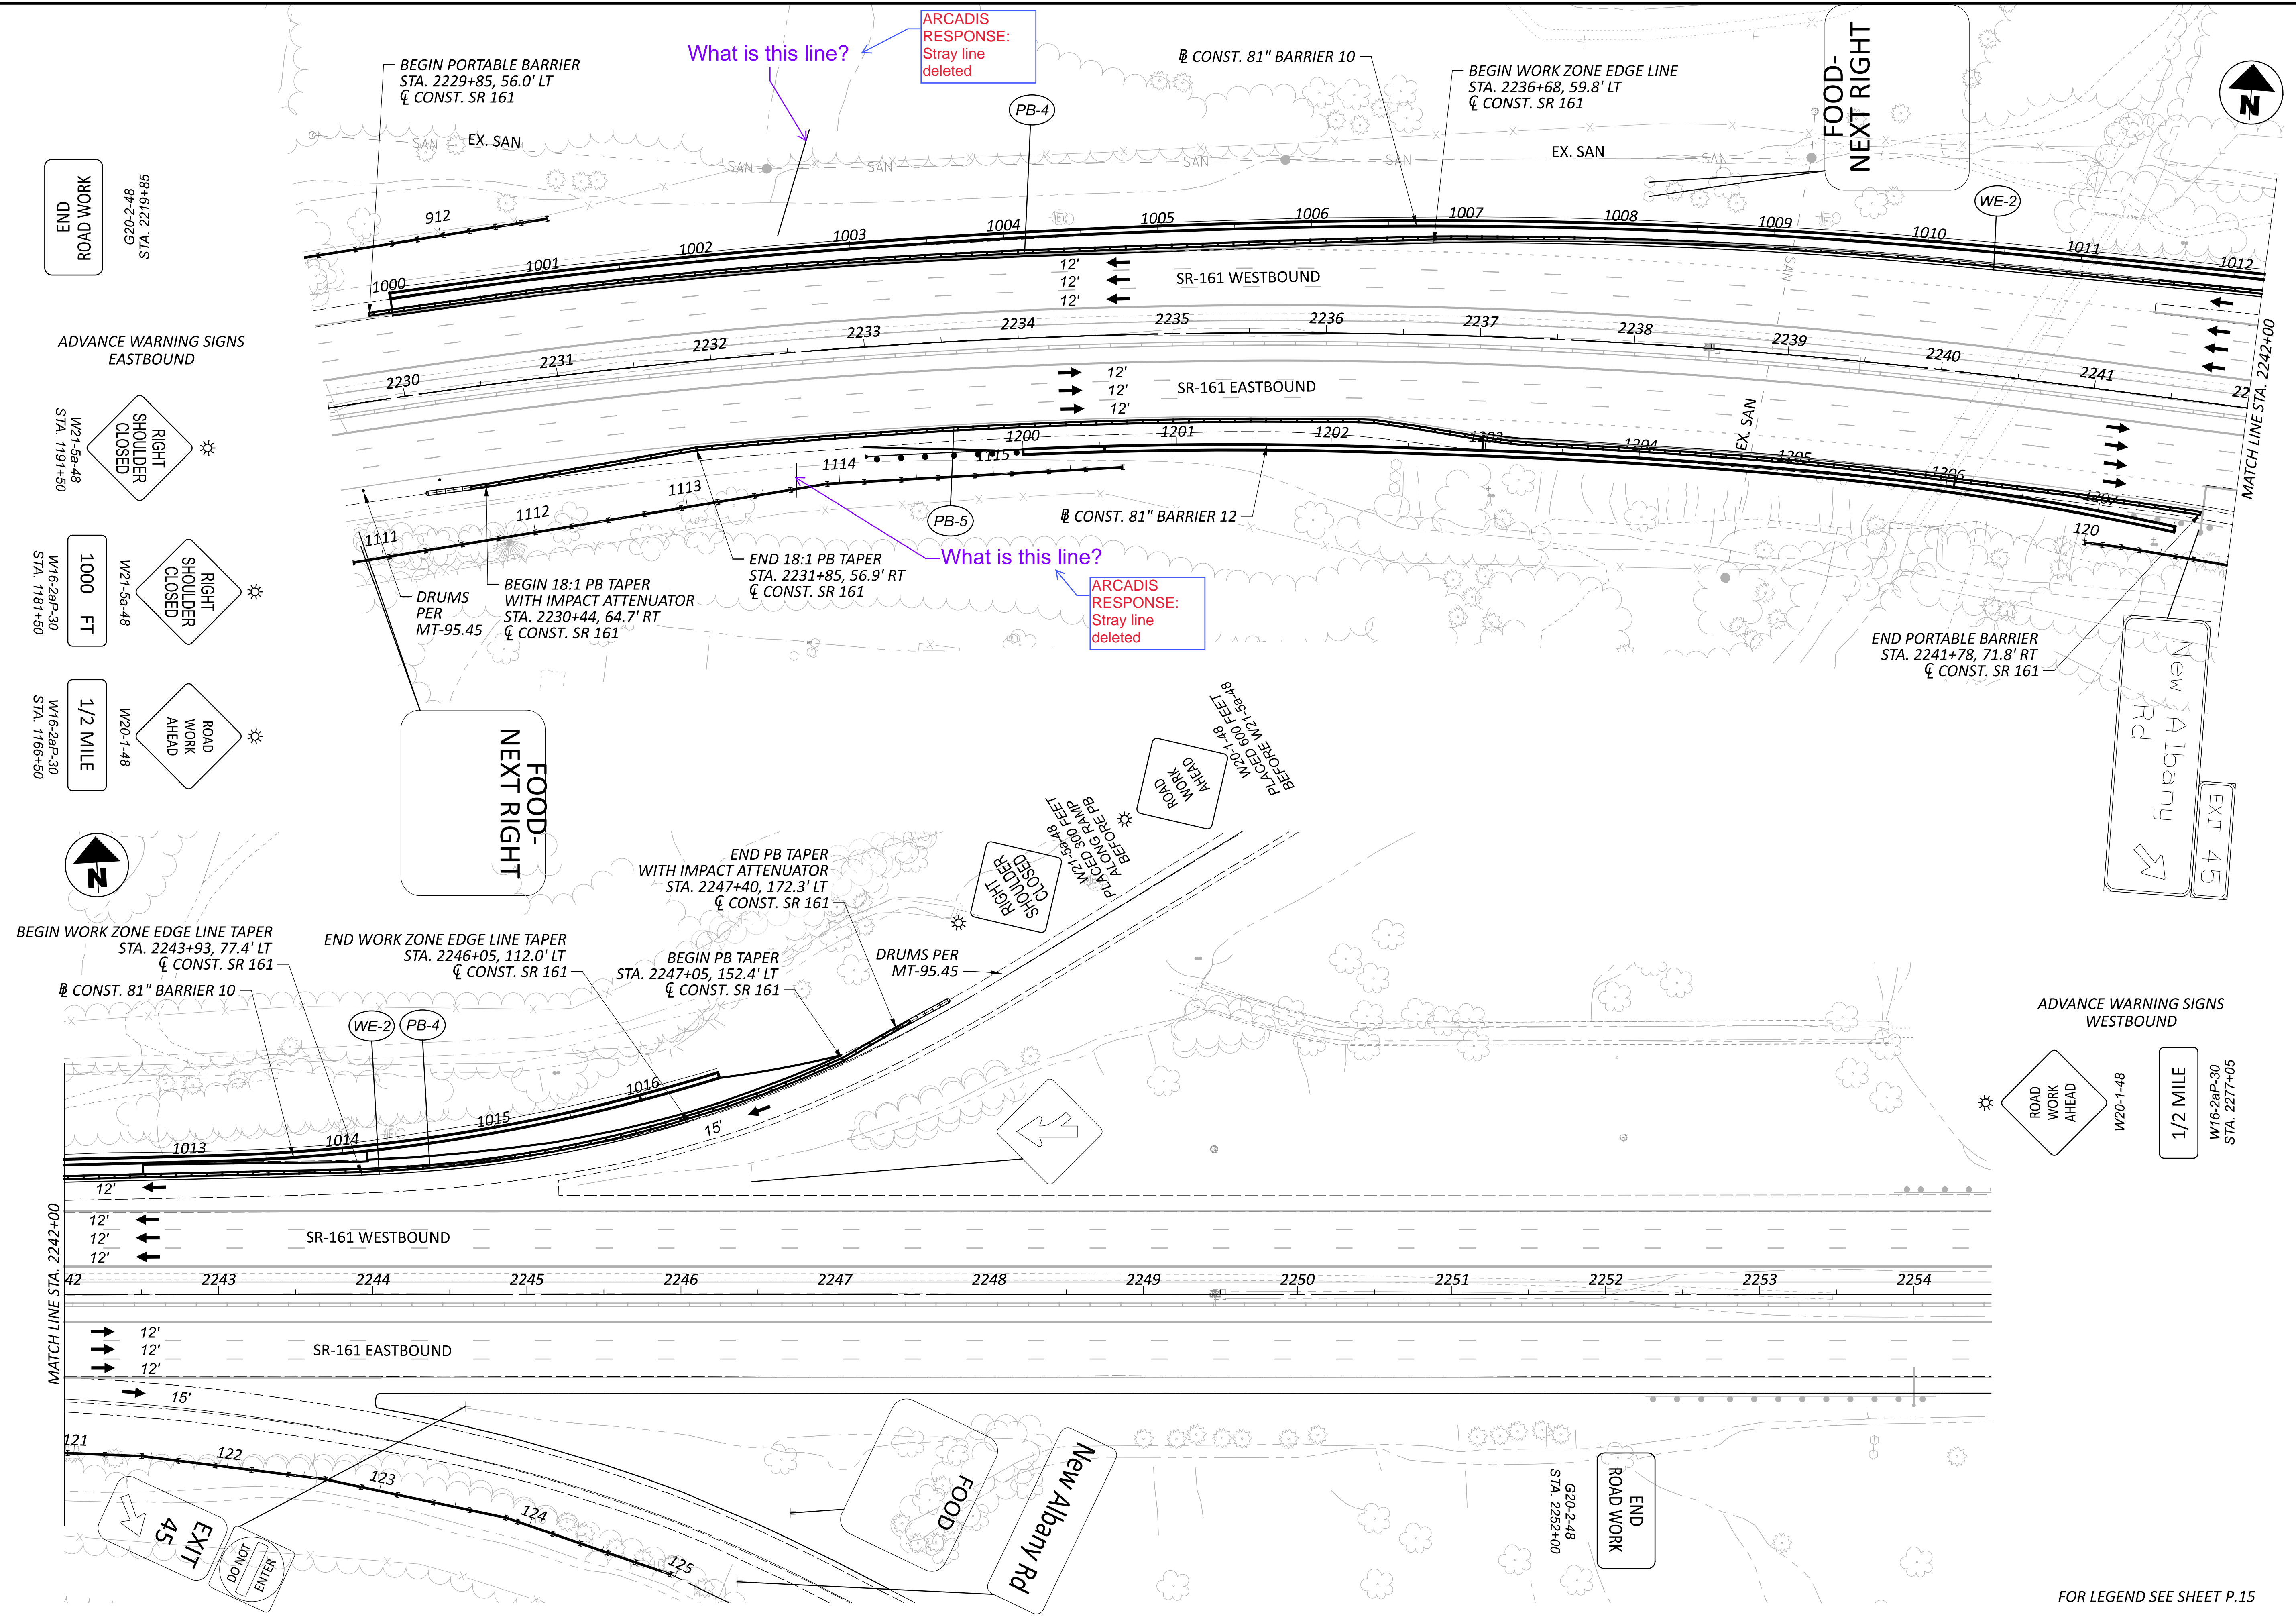 ARCADIS
RESPONSE:
Stray line
deleted
What is this line?
BEGIN PORTABLE BARRIER
STA. 2229+85, 56.0' LT
℄ CONST. SR 161
PB-4
CONST. 81" BARRIER 10
BEGIN WORK ZONE EDGE LINE
STA. 2236+68, 59.8' LT
℄ CONST. SR 161
FOOD-
NEXT RIGHT
N
SAN
EX. SAN
SAN
SAN
SAN
SAN
EX. SAN
SAN
WE-2
END
ROAD WORK
G20-2-48
STA. 2219+85
912
1000
1001
1002
1003
1004
1005
1006
1007
1008
1009
1010
1011
1012
12'
12'
12'
SR-161 WESTBOUND
SAN
2230
2231
2232
2233
2234
2235
2236
2237
2238
2239
2240
2241
22
MATCH LINE STA. 2242+00
12'
12'
12'
SR-161 EASTBOUND
ADVANCE WARNING SIGNS
EASTBOUND
RIGHT
SHOULDER
CLOSED
W21-5a-48
STA. 1191+50
RIGHT
SHOULDER
CLOSED
W21-5a-48
1000 FT
W16-2aP-30
STA. 1181+50
ROAD
WORK
AHEAD
W20-1-48
1/2 MILE
W16-2aP-30
STA. 1166+50
1111
1112
1113
1114
1115
1200
1201
1202
1203
1204
1205
1206
1207
120
EX. SAN
PB-5
CONST. 81" BARRIER 12
What is this line?
ARCADIS
RESPONSE:
Stray line
deleted
DRUMS
PER
MT-95.45
BEGIN 18:1 PB TAPER
WITH IMPACT ATTENUATOR
STA. 2230+44, 64.7' RT
℄ CONST. SR 161
END 18:1 PB TAPER
STA. 2231+85, 56.9' RT
℄ CONST. SR 161
END PORTABLE BARRIER
STA. 2241+78, 71.8' RT
℄ CONST. SR 161
New Albany
Rd
EXIT 45
FOOD-
NEXT RIGHT
N
ROAD
WORK
AHEAD
W20-1-48
PLACED 600 FEET
BEFORE W21-5a-48
RIGHT
SHOULDER
CLOSED
W21-5a-48
PLACED 300 FEET
ALONG RAMP
BEFORE PB
END PB TAPER
WITH IMPACT ATTENUATOR
STA. 2247+40, 172.3' LT
℄ CONST. SR 161
BEGIN WORK ZONE EDGE LINE TAPER
STA. 2243+93, 77.4' LT
℄ CONST. SR 161
CONST. 81" BARRIER 10
END WORK ZONE EDGE LINE TAPER
STA. 2246+05, 112.0' LT
℄ CONST. SR 161
BEGIN PB TAPER
STA. 2247+05, 152.4' LT
℄ CONST. SR 161
DRUMS PER
MT-95.45
WE-2
PB-4
1013
1014
1015
1016
15'
12'
12'
12'
12'
SR-161 WESTBOUND
MATCH LINE STA. 2242+00
42
2243
2244
2245
2246
2247
2248
2249
2250
2251
2252
2253
2254
12'
12'
12'
SR-161 EASTBOUND
15'
121
122
123
124
125
EXIT
45
DO NOT
ENTER
FOOD
New Albany Rd
ADVANCE WARNING SIGNS
WESTBOUND
ROAD
WORK
AHEAD
W20-1-48
1/2 MILE
W16-2aP-30
STA. 2277+05
END
ROAD WORK
G20-2-48
STA. 2252+00
FOR LEGEND SEE SHEET P.15